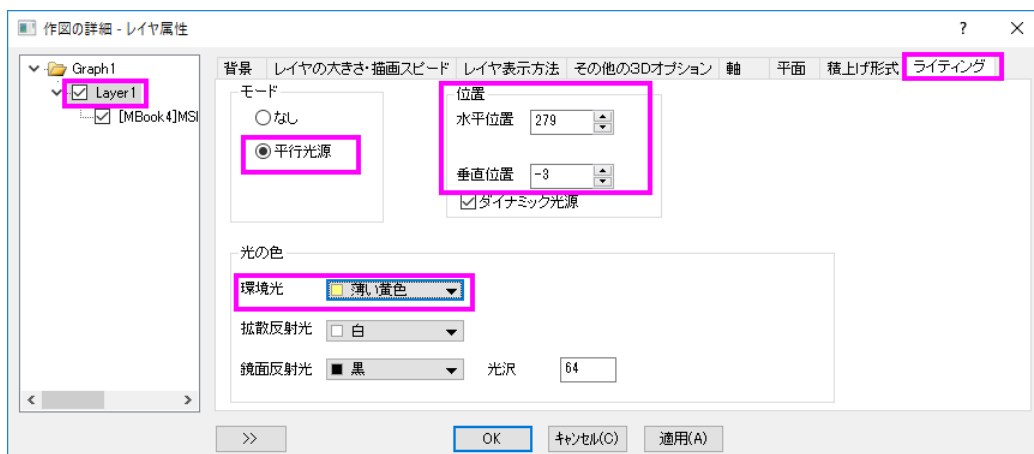 作図の詳細 - レイヤ属性 ? ×
Graph1
Layer1
[MBook4]MSI
背景 レイヤの大きさ・描画スピード レイヤ表示方法 その他の3Dオプション 軸 平面 積上げ形式 ライティング
モード
なし
平行光源
位置
水平位置 279
垂直位置 -3
ダイナミック光源
光の色
環境光 薄い黄色
拡散反射光 白
鏡面反射光 黒 光沢 64
>> OK キャンセル(C) 適用(A)